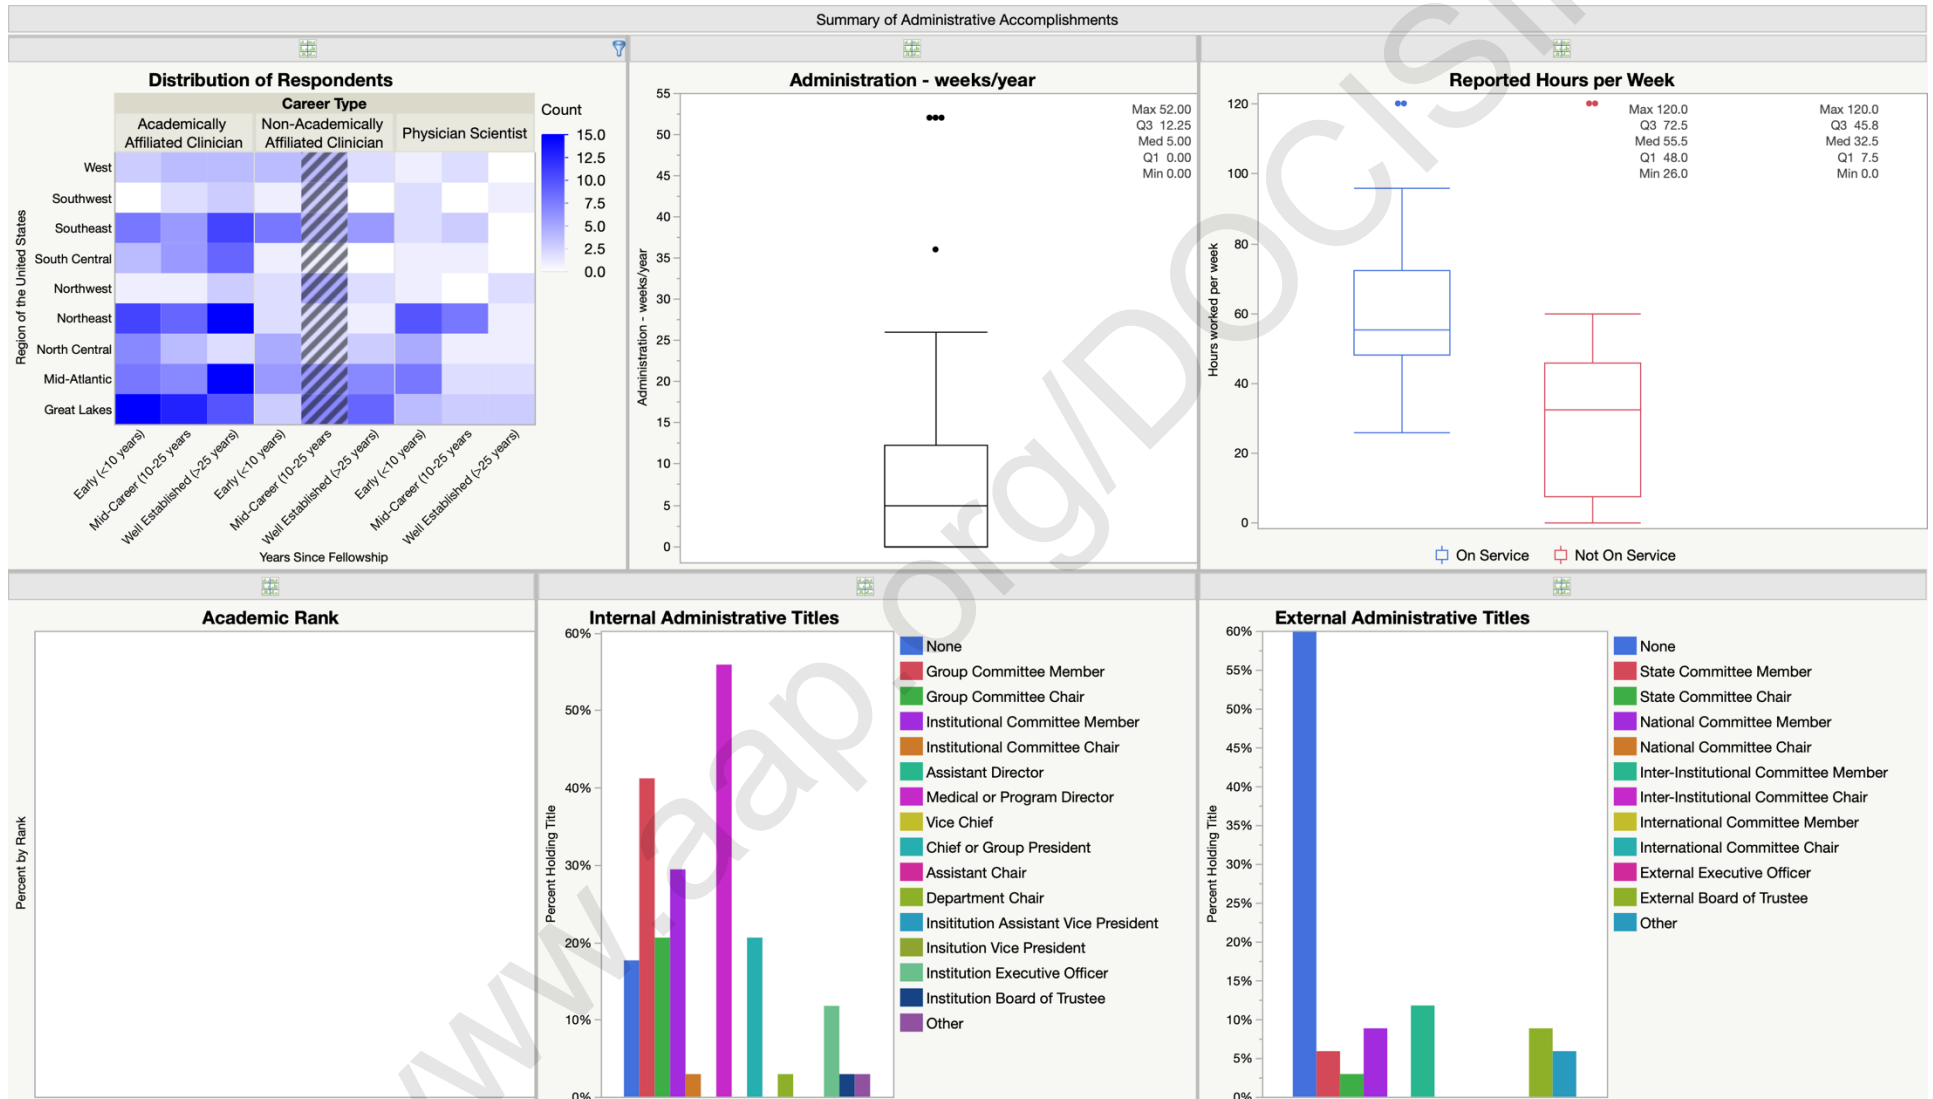 Summary of Administrative Accomplishments
Distribution of Respondents
Career Type
Academically
Affiliated Clinician
Non-Academically
Affiliated Clinician
Physician Scientist
Count
15.0
12.5
10.0
7.5
5.0
2.5
0.0
Region of the United States
West
Southwest
Southeast
South Central
Northwest
Northeast
North Central
Mid-Atlantic
Great Lakes
Early (<10 years)
Mid-Career (10-25 years
Well Established (>25 years)
Early (<10 years)
Mid-Career (10-25 years
Well Established (>25 years)
Early (<10 years)
Mid-Career (10-25 years
Well Established (>25 years)
Years Since Fellowship
Administration - weeks/year
Administration - weeks/year
55
50
45
40
35
30
25
20
15
10
5
0
Max 52.00
Q3 12.25
Med 5.00
Q1 0.00
Min 0.00
Reported Hours per Week
Hours worked per week
120
100
80
60
40
20
0
Max 120.0
Q3 72.5
Med 55.5
Q1 48.0
Min 26.0
Max 120.0
Q3 45.8
Med 32.5
Q1 7.5
Min 0.0
On Service
Not On Service
Academic Rank
Percent by Rank
Internal Administrative Titles
Percent Holding Title
60%
50%
40%
30%
20%
10%
0%
None
Group Committee Member
Group Committee Chair
Institutional Committee Member
Institutional Committee Chair
Assistant Director
Medical or Program Director
Vice Chief
Chief or Group President
Assistant Chair
Department Chair
Insititution Assistant Vice President
Insitution Vice President
Institution Executive Officer
Institution Board of Trustee
Other
External Administrative Titles
Percent Holding Title
60%
55%
50%
45%
40%
35%
30%
25%
20%
15%
10%
5%
0%
None
State Committee Member
State Committee Chair
National Committee Member
National Committee Chair
Inter-Institutional Committee Member
Inter-Institutional Committee Chair
International Committee Member
International Committee Chair
External Executive Officer
External Board of Trustee
Other
www.aap.org/DOCISin